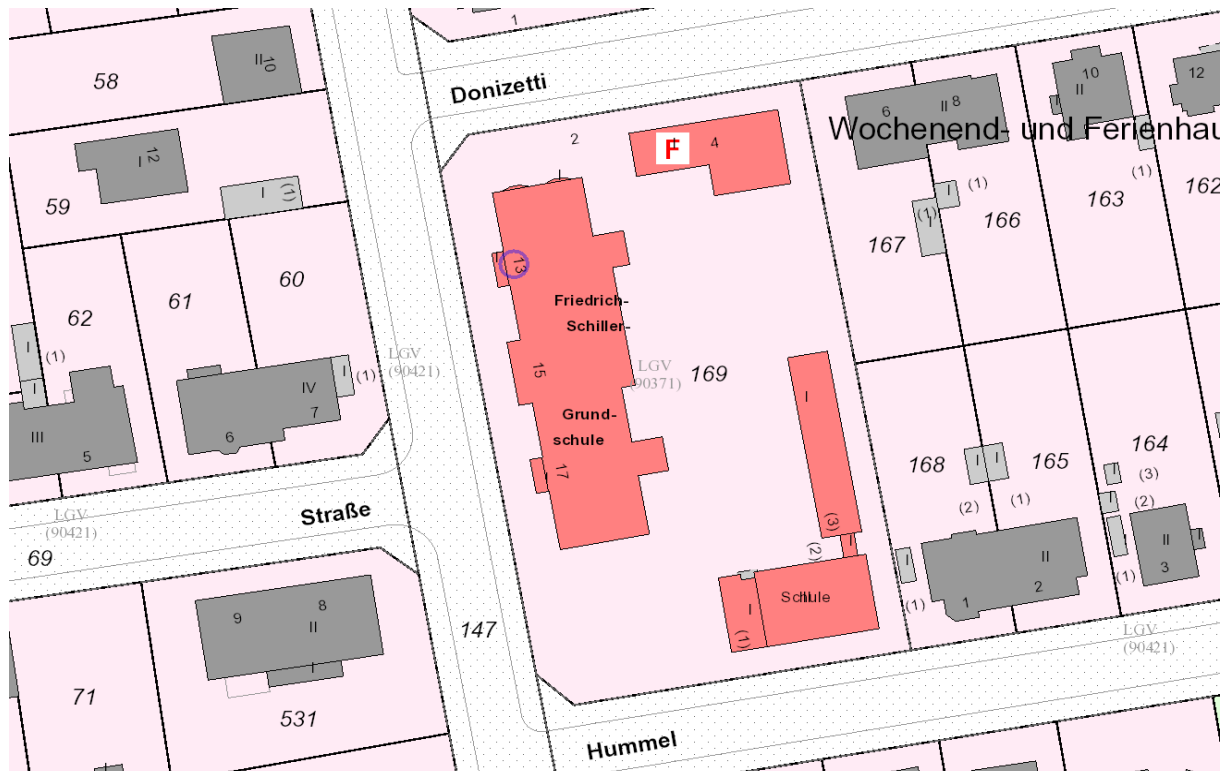 1
58
II
10
Donizetti
10
II
12
Wochenend- und Ferienhau
6
II
8
2
F
4
12
I
59
I
(1)
I
(1)
163
I
(1)
162
166
(1)
I
167
60
61
62
I
13
Friedrich-
Schiller-
I
(1)
I
LGV
(90421)
I
(1)
IV
7
6
III
5
15
LGV
(90371)
169
I
Grund-
schule
17
168
I
I
165
(2)
(1)
164
I
(3)
I
(2)
Straße
LGV
(90421)
69
(3)
(2)
I
I
(1)
II
2
1
I
(1)
II
I
3
9
8
II
I
Schule
I
(1)
147
71
531
LGV
(90421)
Hummel